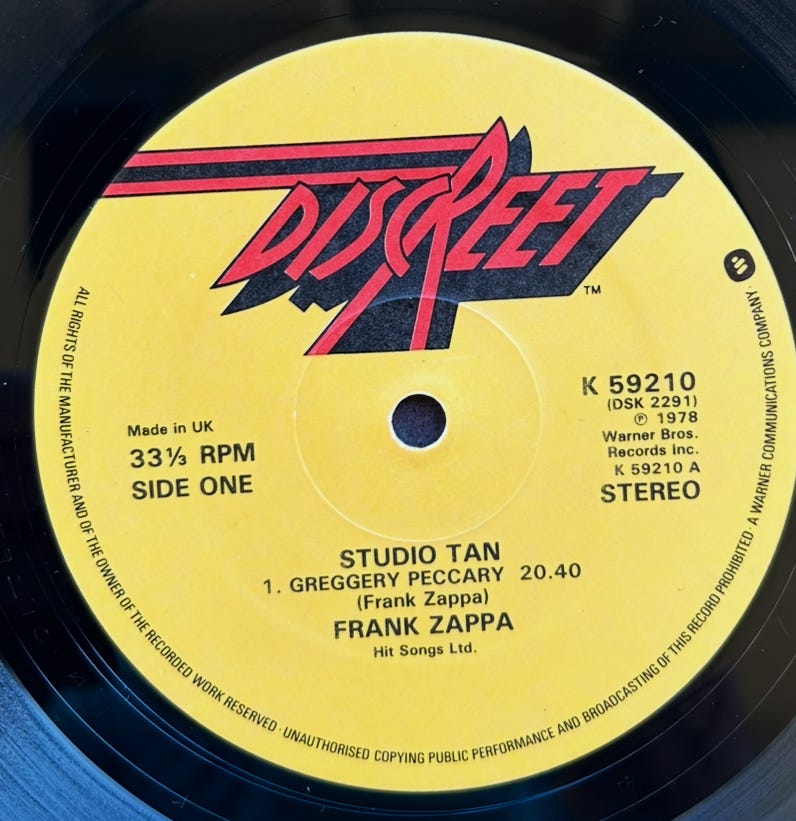 DISCREET
TM
Made in UK
33⅓ RPM
SIDE ONE
K 59210
(DSK 2291)
℗ 1978
Warner Bros.
Records Inc.
K 59210 A
STEREO
STUDIO TAN
1. GREGGERY PECCARY 20.40
(Frank Zappa)
FRANK ZAPPA
Hit Songs Ltd.
ALL RIGHTS OF THE MANUFACTURER AND OF THE OWNER OF THE RECORDED WORK RESERVED · UNAUTHORISED COPYING PUBLIC PERFORMANCE AND BROADCASTING OF THIS RECORD PROHIBITED · A WARNER COMMUNICATIONS COMPANY ·